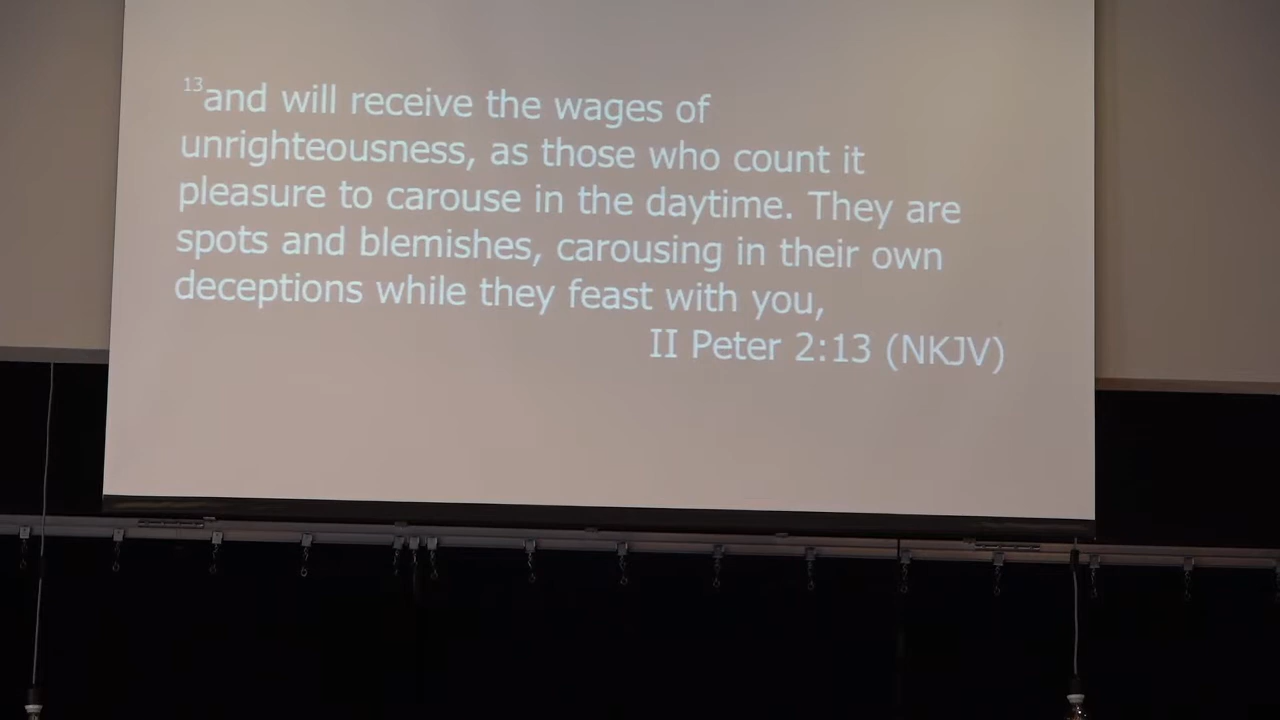 13and will receive the wages of
unrighteousness, as those who count it
pleasure to carouse in the daytime. They are
spots and blemishes, carousing in their own
deceptions while they feast with you,
II Peter 2:13 (NKJV)